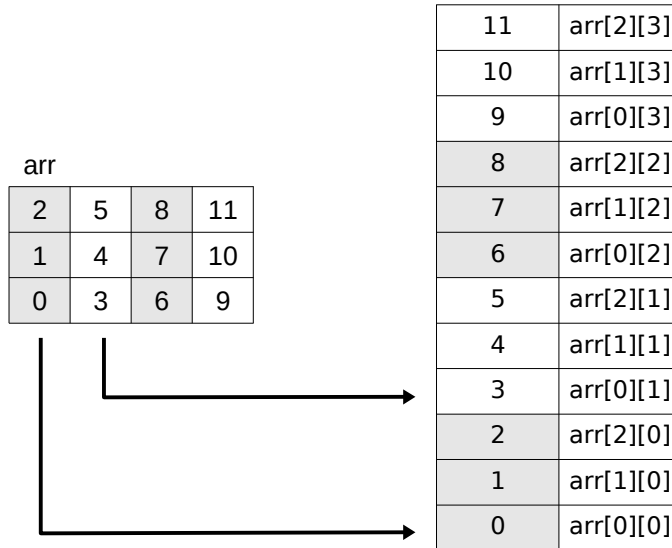 arr
2 5 8 11
1 4 7 10
0 3 6 9
11 arr[2][3]
10 arr[1][3]
9 arr[0][3]
8 arr[2][2]
7 arr[1][2]
6 arr[0][2]
5 arr[2][1]
4 arr[1][1]
3 arr[0][1]
2 arr[2][0]
1 arr[1][0]
0 arr[0][0]